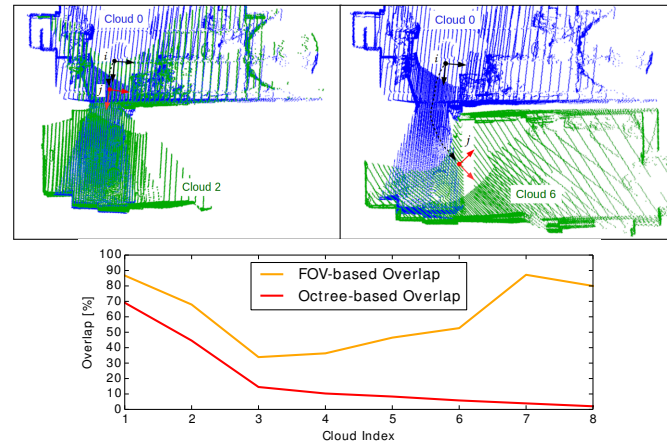 Cloud 0
i
j
Cloud 2
Cloud 0
i
j
Cloud 6
100
90
80
70
60
50
40
30
20
10
0
Overlap [%]
FOV-based Overlap
Octree-based Overlap
1 2 3 4 5 6 7 8
Cloud Index